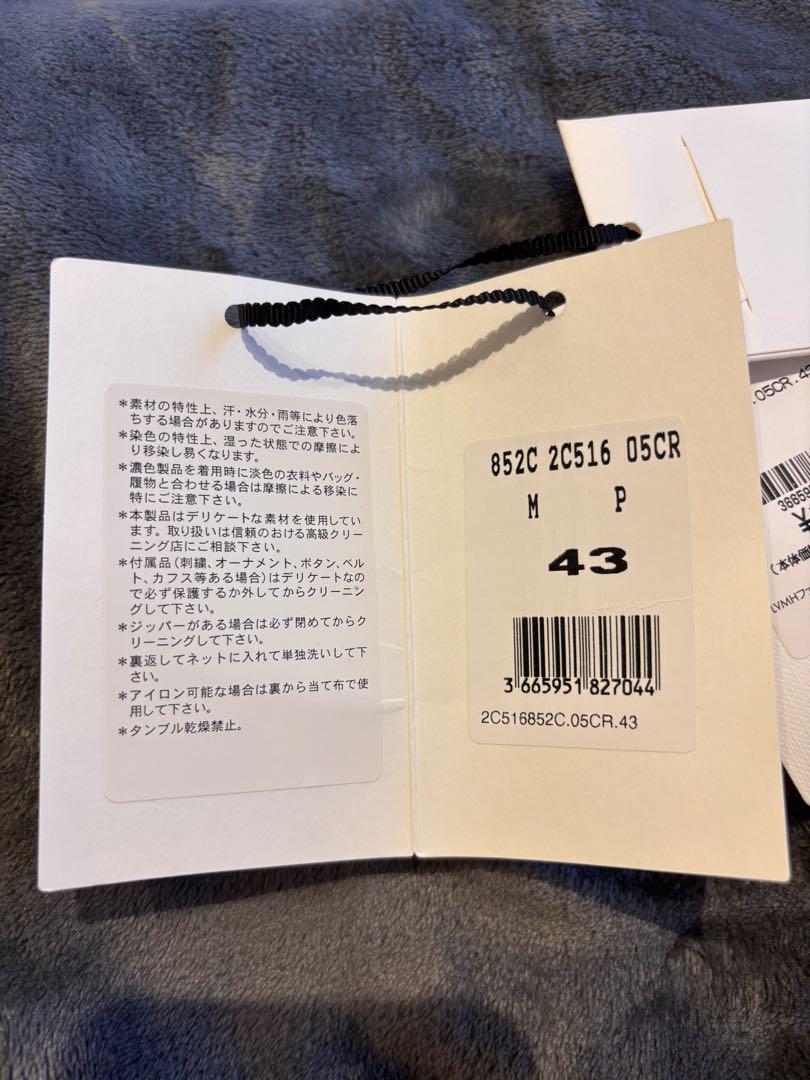 *素材の特性上、汗・水分・雨等により色落
ちする場合がありますのでご注意下さい。
*染色の特性上、湿った状態での摩擦によ
り移染し易くなります。
*濃色製品を着用時に淡色の衣料やバッグ・
履物と合わせる場合は摩擦による移染に
特にご注意下さい。
*本製品はデリケートな素材を使用してい
ます。取り扱いは信頼のおける高級クリー
ニング店にご相談下さい。
*付属品(刺繍、オーナメント、ボタン、ベル
ト、カフス等ある場合)はデリケートなの
で必ず保護するか外してからクリーニン
グして下さい。
*ジッパーがある場合は必ず閉めてからク
リーニングして下さい。
*裏返してネットに入れて単独洗いして下
さい。
*アイロン可能な場合は裏から当て布で使
用して下さい。
*タンブル乾燥禁止。
852C 2C516 05CR
M P
43
3 665951 827044
2C516852C.05CR.43
.05CR.43
36659
¥
(本体価
LVMHファ